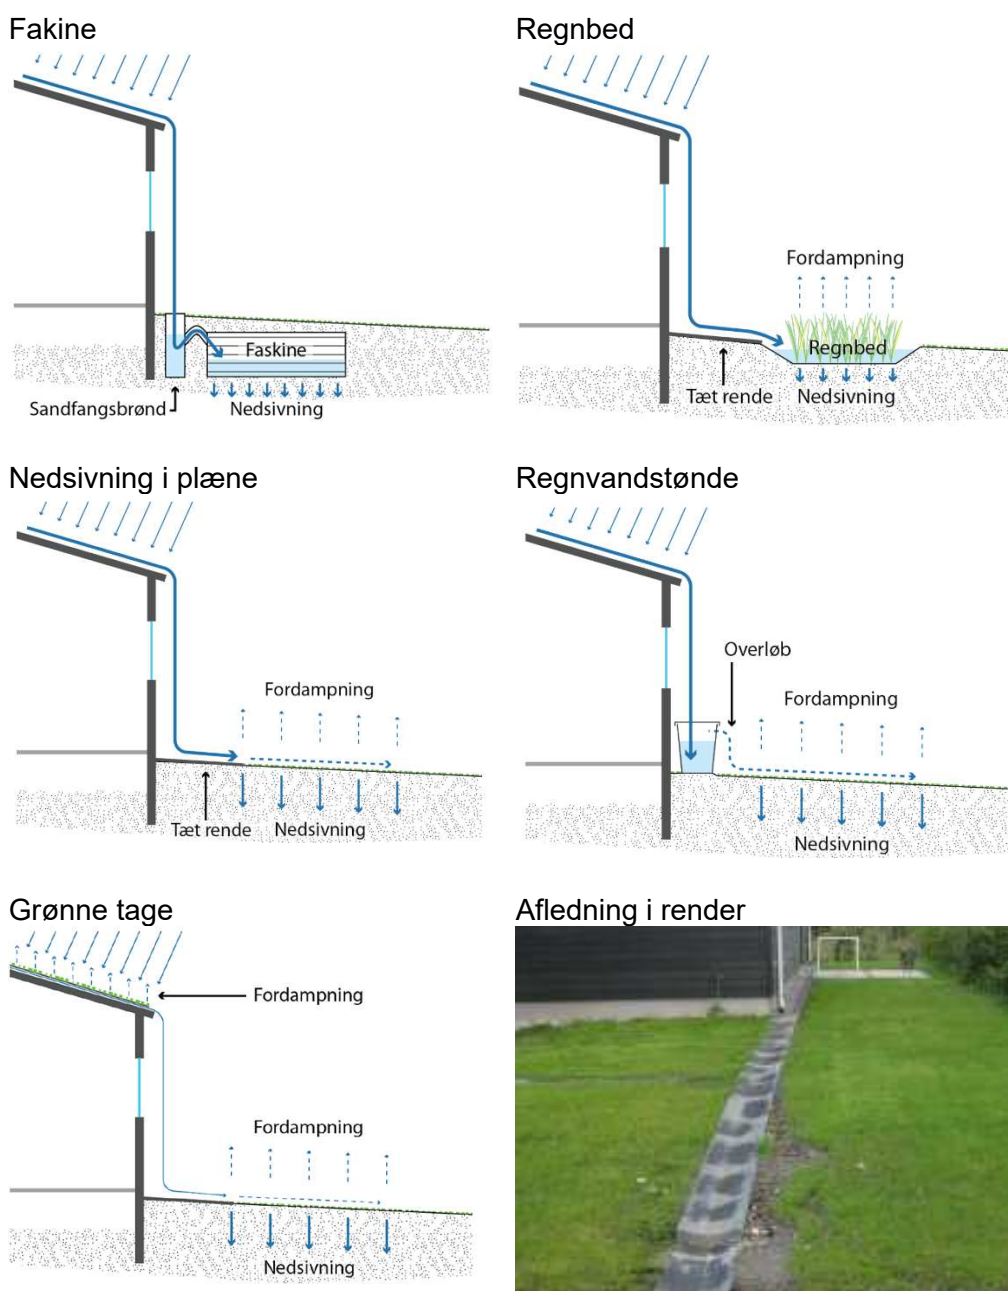 Fakine
Regnbed
Faskine
Sandfangsbrønd
Nedsivning
Fordampning
Regnbed
Tæt rende
Nedsivning
Nedsivning i plæne
Regnvandstønde
Fordampning
Tæt rende
Nedsivning
Overløb
Fordampning
Nedsivning
Grønne tage
Afledning i render
Fordampning
Fordampning
Nedsivning